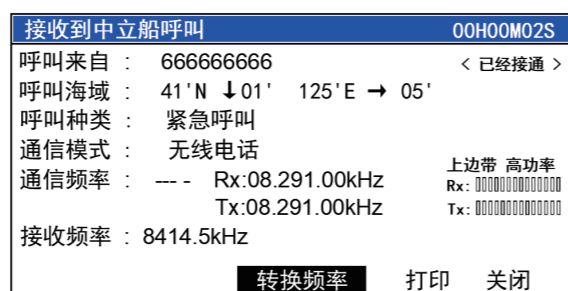 接收到中立船呼叫 00H00M02S
呼叫来自 : 666666666 < 已经接通 >
呼叫海域 : 41'N ↓01' 125'E → 05'
呼叫种类 : 紧急呼叫
通信模式 : 无线电话
上边带 高功率
通信频率 : ---- Rx:08.291.00kHz Rx:
Tx:08.291.00kHz Tx:
接收频率 : 8414.5kHz
转换频率 打印 关闭